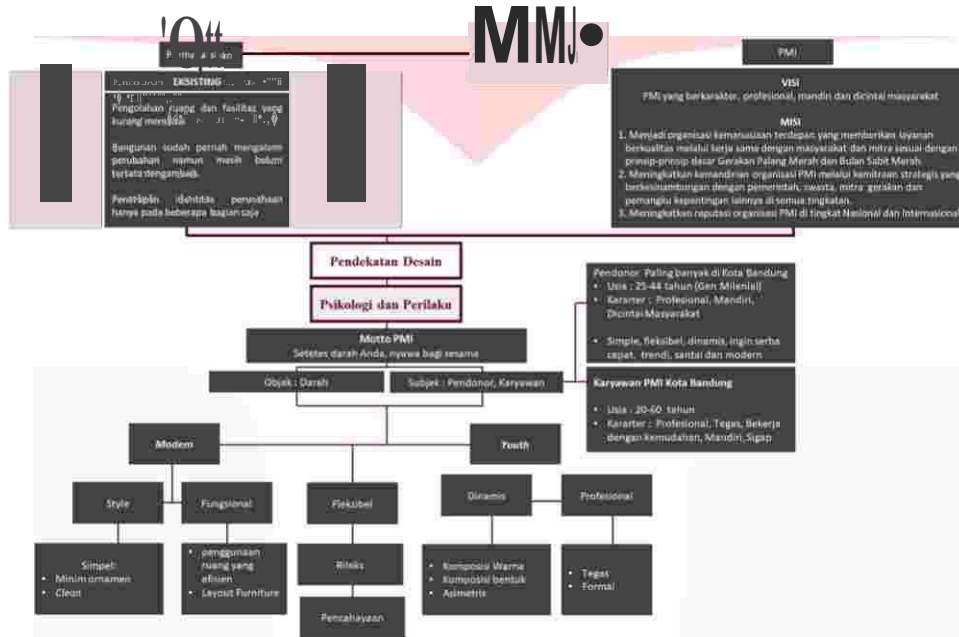 MMJ•
PMI
EKSISTING
Pengolahan ruang dan fasilitas yang
kurang
Bangunan sudah pernah mengalami
perubahan namun masih belum
tertata dengan baik.
Penerapan identitas perusahaan
hanya pada beberapa bagian saja
VISI
PMI yang berkarakter, profesional, mandiri dan dicintai masyarakat
MISI
1. Menjadi organisasi kemanusiaan terdepan yang memberikan layanan
berkualitas melalui kerja sama dengan masyarakat dan mitra sesuai dengan
prinsip-prinsip dasar Gerakan Palang Merah dan Bulan Sabit Merah.
2. Meningkatkan kemandirian organisasi PMI melalui kemitraan strategis yang
berkesinambungan dengan pemerintah, swasta, mitra gerakan dan
pemangku kepentingan lainnya di semua tingkatan.
3. Meningkatkan reputasi organisasi PMI di tingkat Nasional dan Internasional
Pendekatan Desain
Psikologi dan Perilaku
Motto PMI
Setetes darah Anda, nyawa bagi sesama
Objek : Darah
Subjek : Pendonor, Karyawan
Pendonor Paling banyak di Kota Bandung
• Usia : 25-44 tahun (Gen Milenial)
• Kararter : Profesional, Mandiri,
Dicintai Masyarakat
• Simple, fleksibel, dinamis, ingin serba
cepat, trendi, santai dan modern
Karyawan PMI Kota Bandung
• Usia : 20-60 tahun
• Kararter : Profesional, Tegas, Bekerja
dengan kemudahan, Mandiri, Sigap
Modern
Youth
Style
Fungsional
Fleksibel
Dinamis
Profesional
Simpel:
• Minim ornamen
• Clean
• penggunaan
ruang yang
efisien
• Layout Furniture
Rileks
Pencahayaan
• Komposisi Warna
• Komposisi bentuk
• Asimetris
• Tegas
• Formal